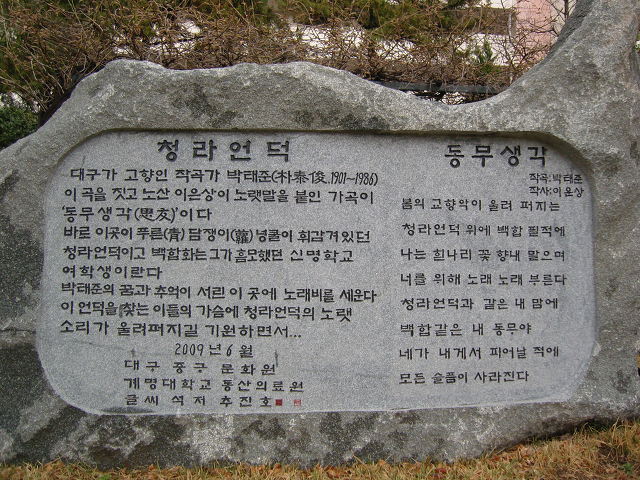 청라언덕
대구가 고향인 작곡가 박태준(朴泰俊, 1901~1986)
이 곡을 짓고 노산 이은상이 노랫말을 붙인 가곡이
'동무생각(思友)'이다
바로 이곳이 푸른(靑) 담쟁이(蘿) 넝쿨이 휘감겨있던
청라언덕이고 백합화는 그가 흠모했던 신명학교
여학생이란다
박태준의 꿈과 추억이 서린 이 곳에 노래비를 세운다
이 언덕을 찾는 이들의 가슴에 청라언덕의 노랫
소리가 울려퍼지길 기원하면서...
2009년 6월
대구 중구 문화원
계명대학교 동산의료원
글씨 석저 추진호
동무생각
작곡:박태준
작사:이은상
봄의 교향악이 울려 퍼지는
청라언덕 위에 백합 필적에
나는 흰나리 꽃 향내 맡으며
너를 위해 노래 노래 부른다
청라언덕과 같은 내 맘에
백합같은 내 동무야
네가 내게서 피어날 적에
모든 슬픔이 사라진다